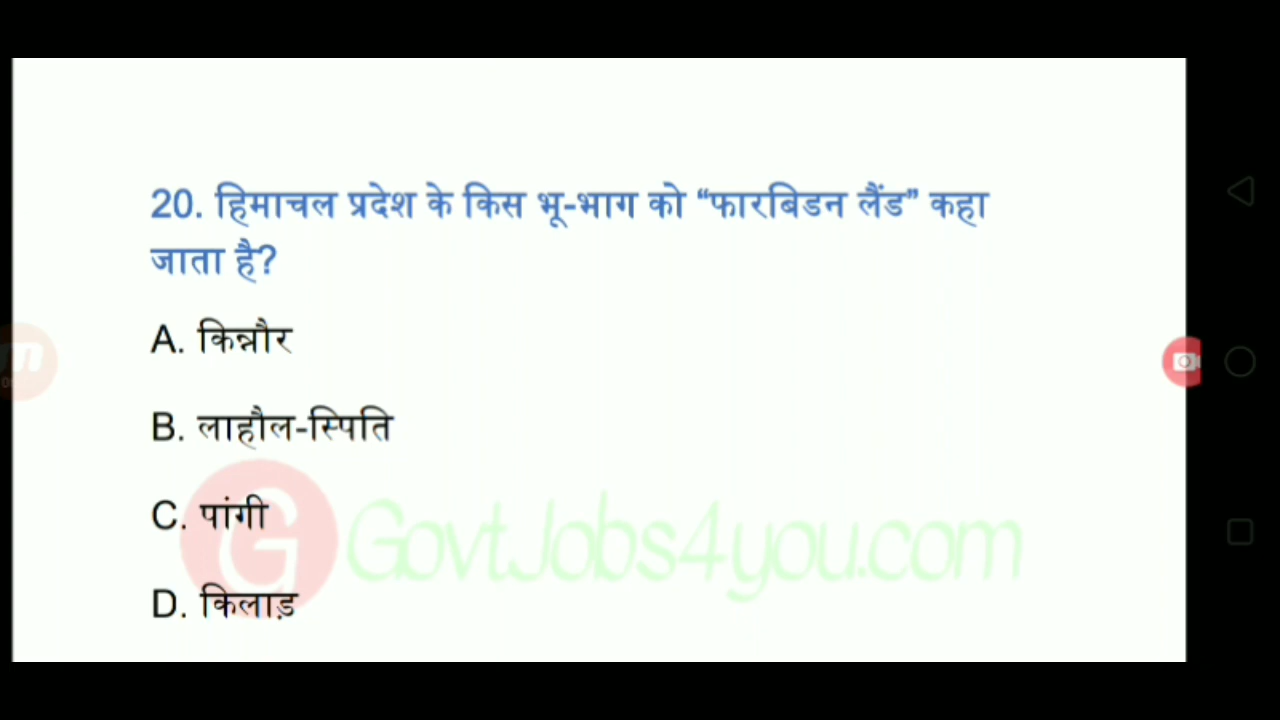 20. हिमाचल प्रदेश के किस भू-भाग को “फारबिडन लैंड” कहा
जाता है?
A. किन्नौर
B. लाहौल-स्पिति
C. पांगी
D. किलाड़
GovtJobs4you.com